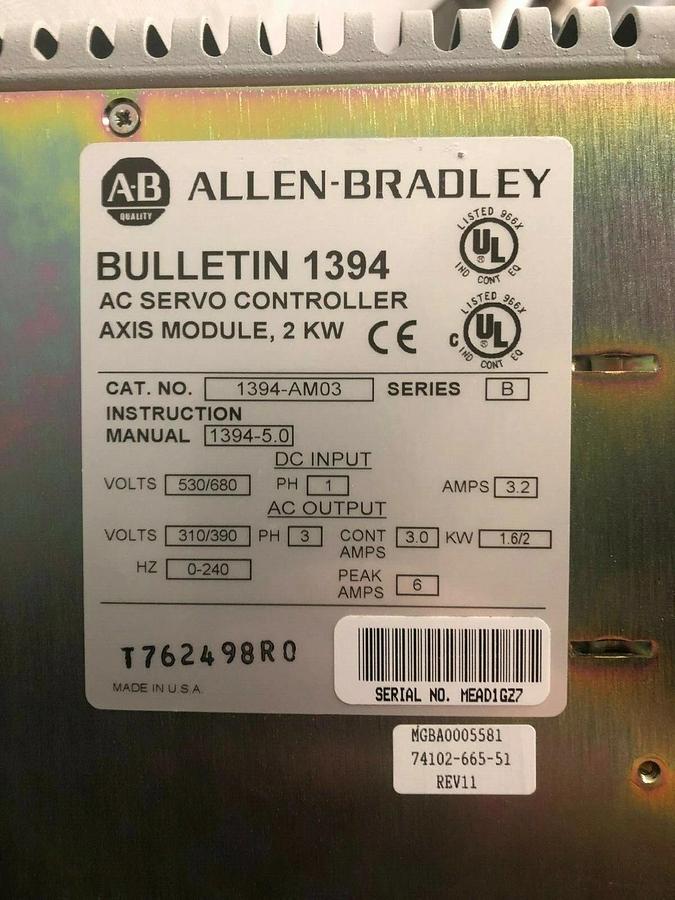 A-B
QUALITY
ALLEN-BRADLEY
BULLETIN 1394
AC SERVO CONTROLLER
AXIS MODULE, 2 KW
CE
LISTED 966X
UL
®
IND CONT EQ
LISTED 966X
C UL
®
IND CONT EQ
CAT. NO. 1394-AM03 SERIES B
INSTRUCTION
MANUAL 1394-5.0
DC INPUT
VOLTS 530/680 PH 1 AMPS 3.2
AC OUTPUT
VOLTS 310/390 PH 3 CONT AMPS 3.0 KW 1.6/2
HZ 0-240 PEAK AMPS 6
T762498R0
MADE IN U.S.A.
SERIAL NO. MEAD1GZ7
MGBA0005581
74102-665-51
REV11